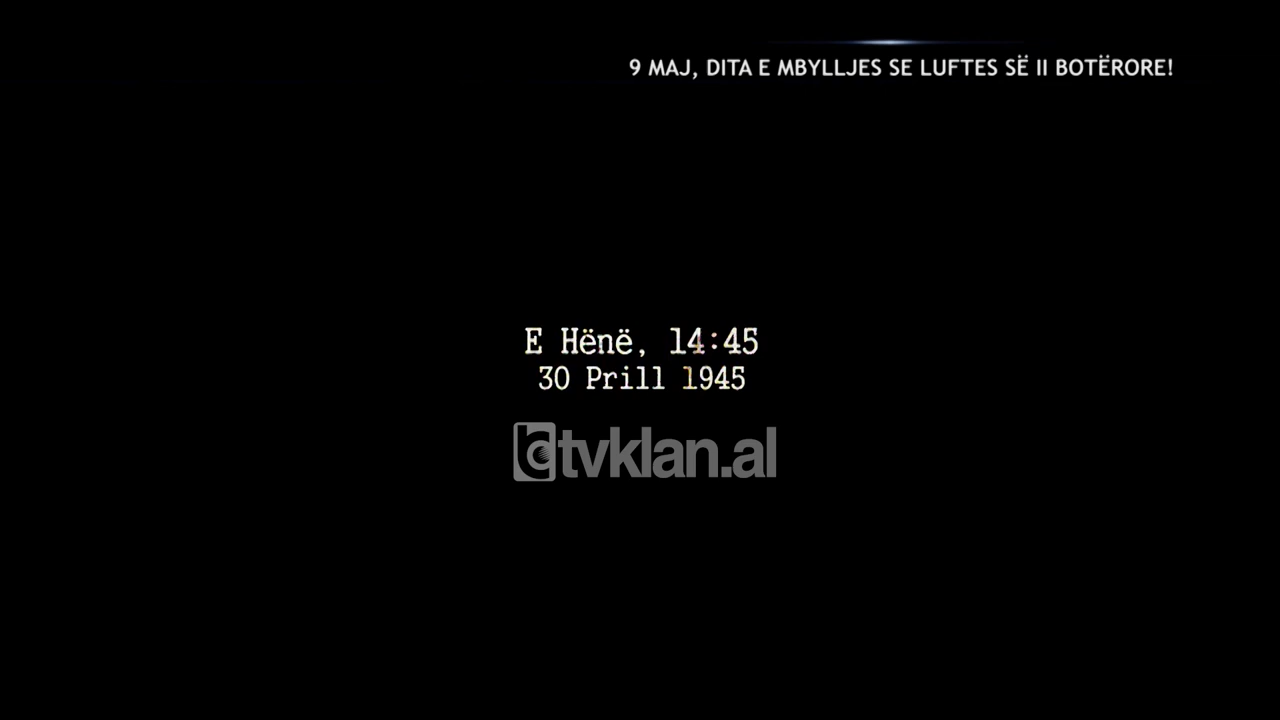 9 MAJ, DITA E MBYLLJES SE LUFTES SË II BOTËRORE!
E Hënë, 14:45
30 Prill 1945
tvklan.al